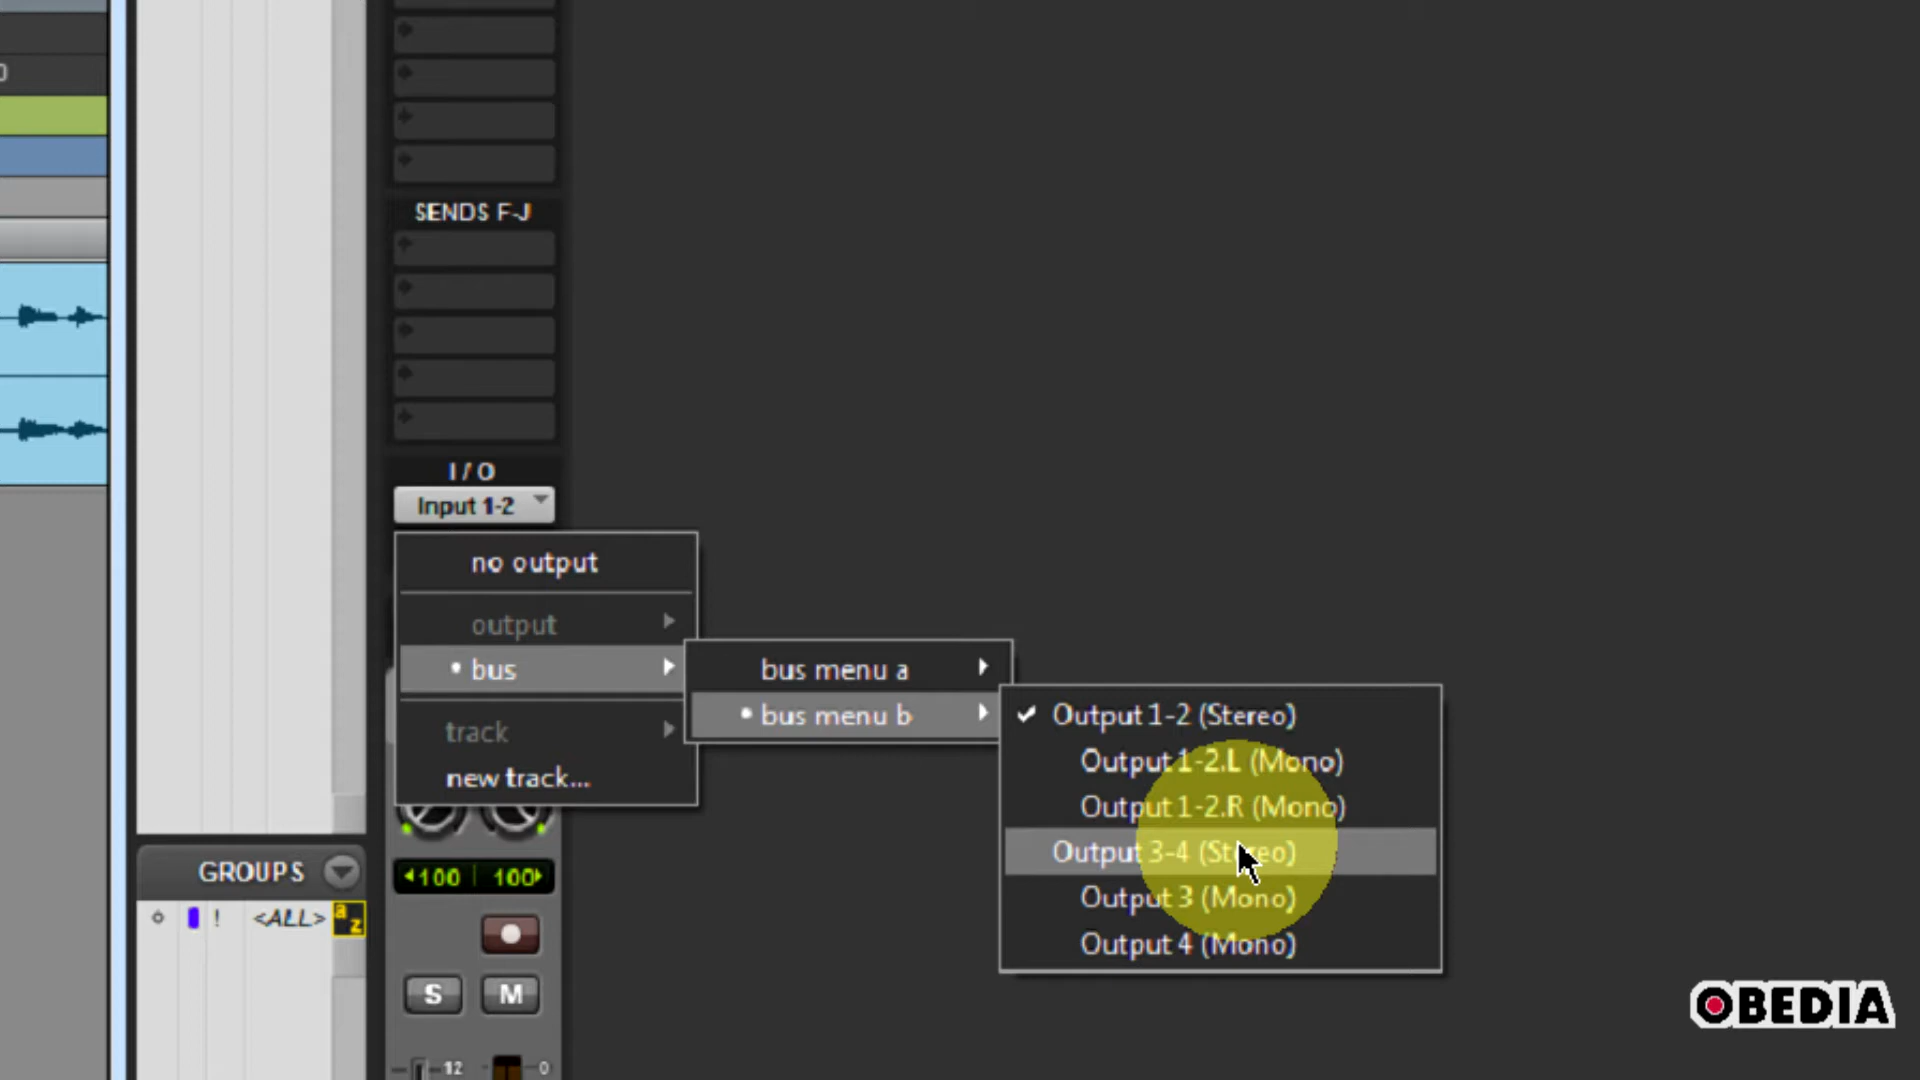 SENDS F-J
I/O
Input 1-2
no output
output
• bus
track
new track...
bus menu a
• bus menu b
✓ Output 1-2 (Stereo)
Output 1-2.L (Mono)
Output 1-2.R (Mono)
Output 3-4 (Stereo)
Output 3 (Mono)
Output 4 (Mono)
GROUPS
! <ALL> a z
100 100
S M
12 0
OBEDIA